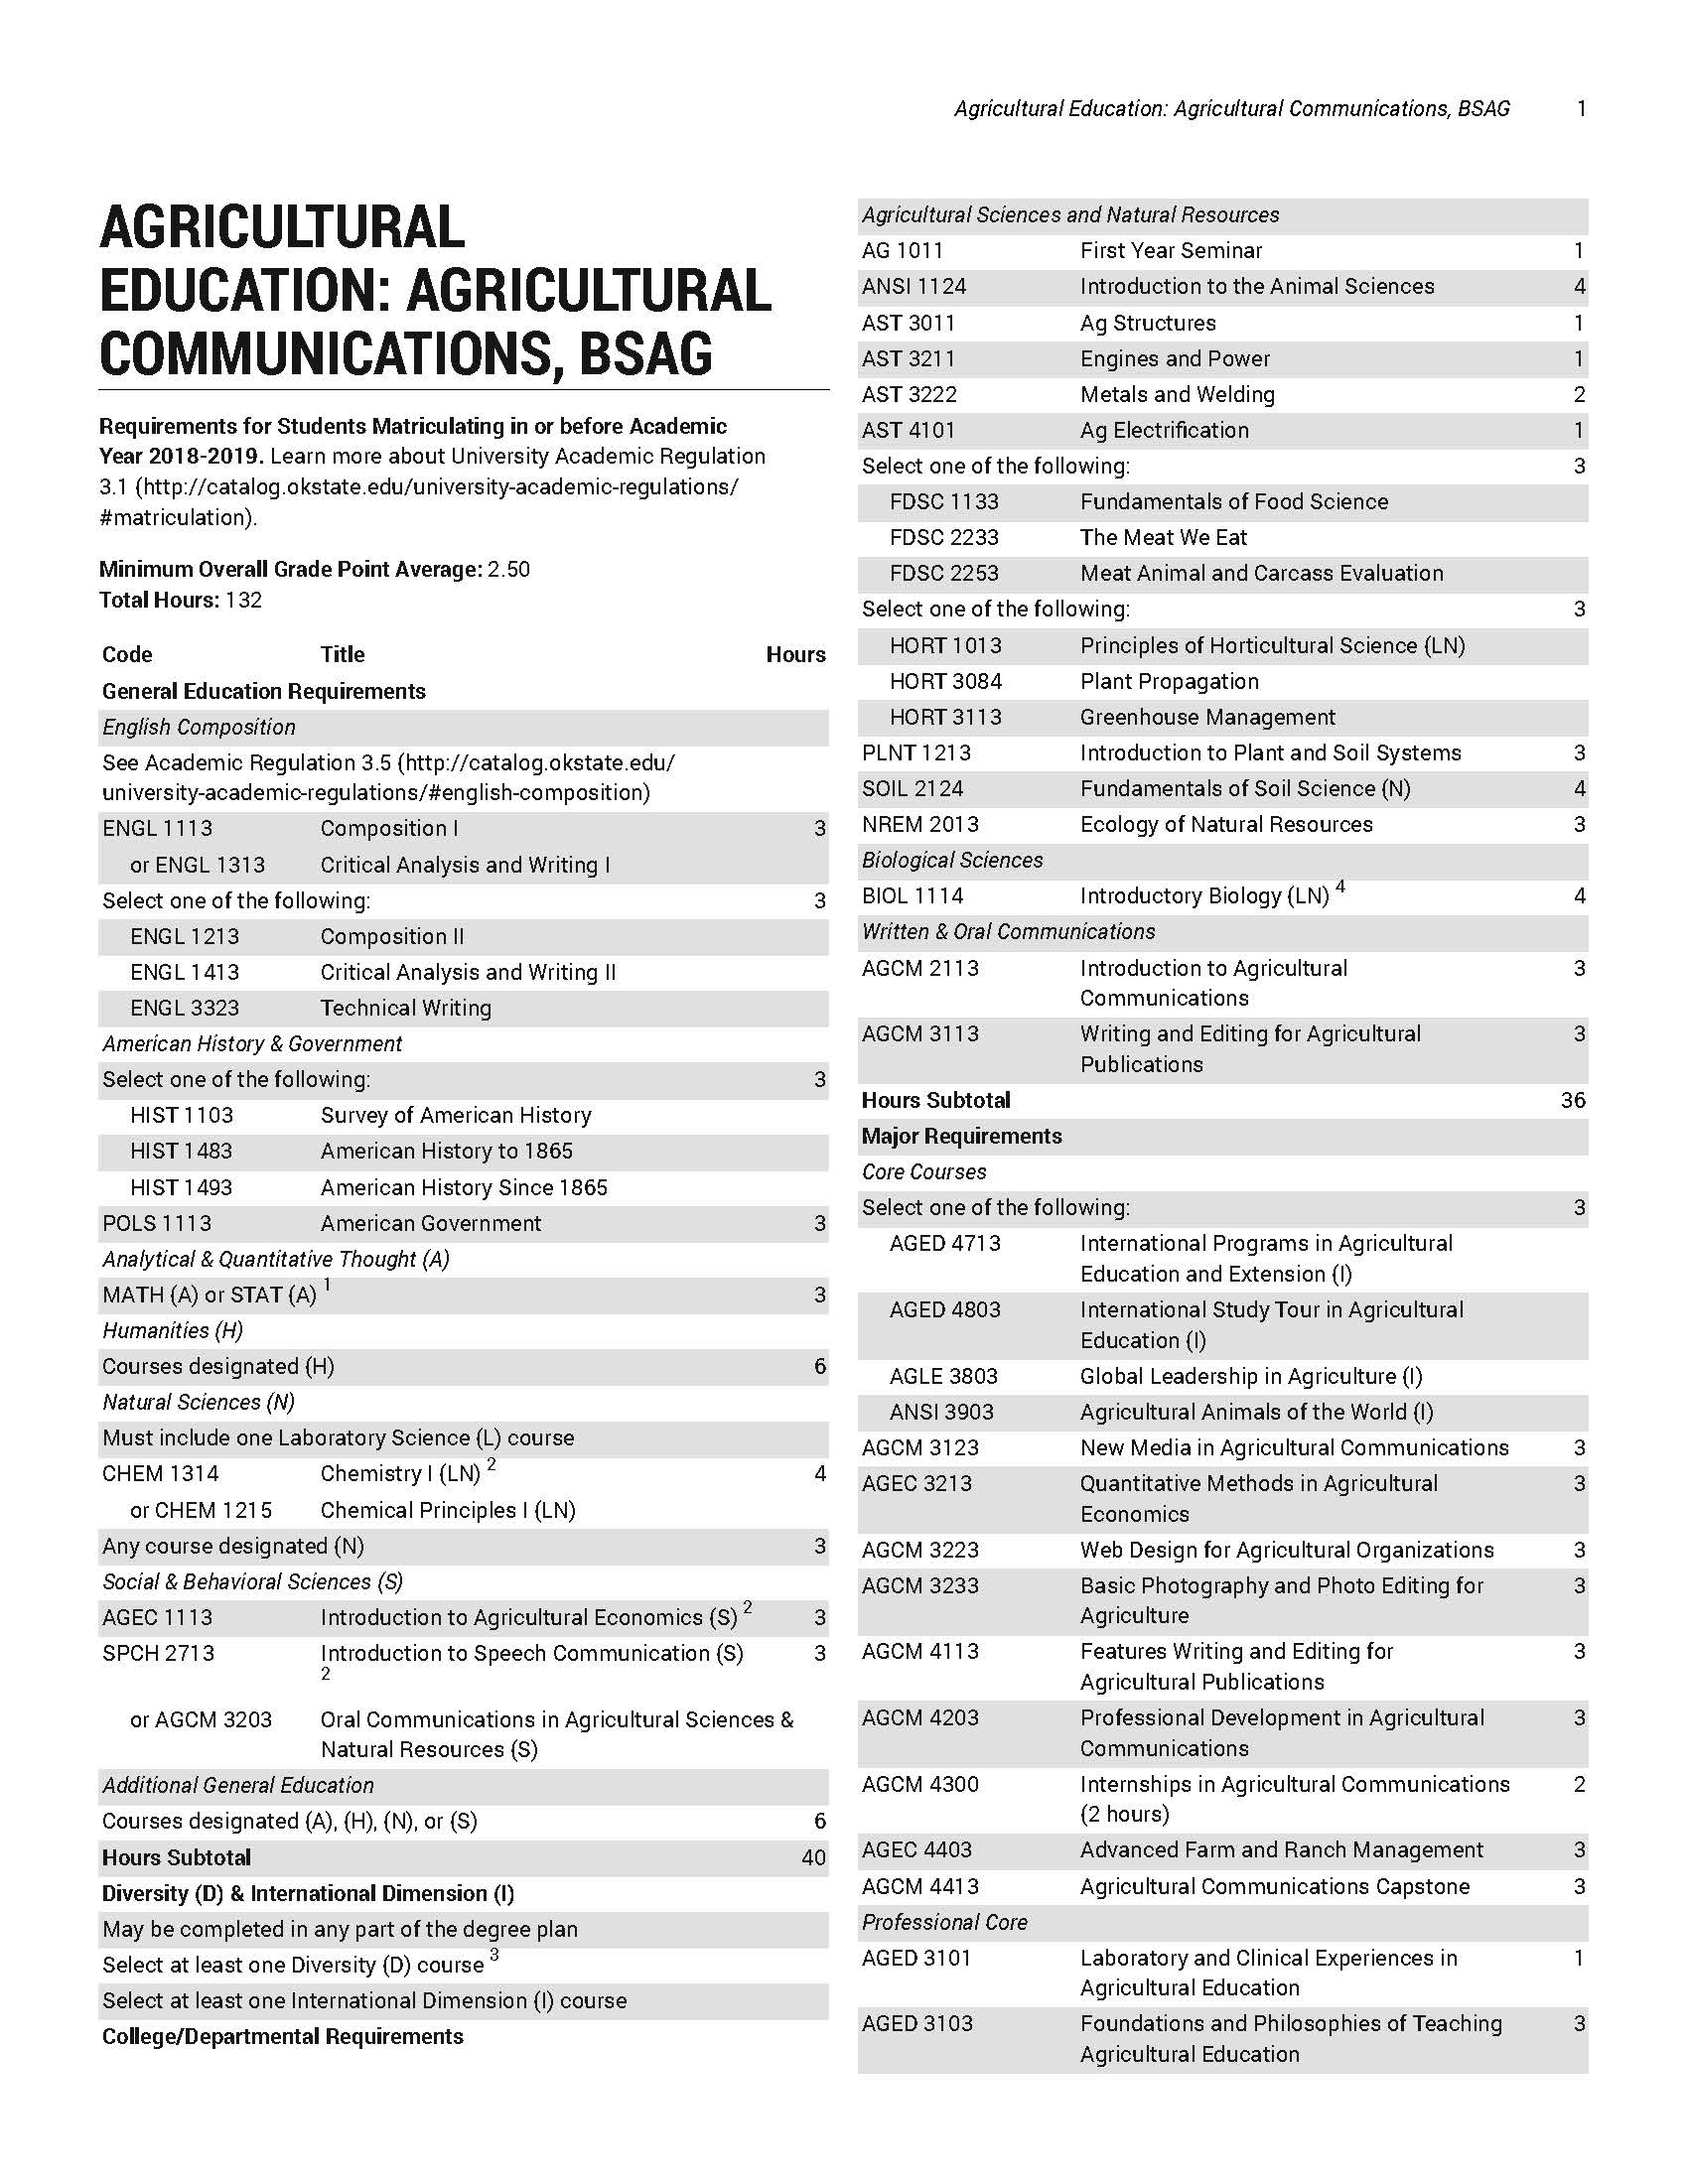 Agricultural Education: Agricultural Communications, BSAG 1
AGRICULTURAL
EDUCATION: AGRICULTURAL
COMMUNICATIONS, BSAG
Requirements for Students Matriculating in or before Academic
Year 2018-2019. Learn more about University Academic Regulation
3.1 (http://catalog.okstate.edu/university-academic-regulations/
#matriculation).
Minimum Overall Grade Point Average: 2.50
Total Hours: 132
Code Title Hours
General Education Requirements
English Composition
See Academic Regulation 3.5 (http://catalog.okstate.edu/
university-academic-regulations/#english-composition)
ENGL 1113 Composition I 3
or ENGL 1313 Critical Analysis and Writing I
Select one of the following: 3
ENGL 1213 Composition II
ENGL 1413 Critical Analysis and Writing II
ENGL 3323 Technical Writing
American History & Government
Select one of the following: 3
HIST 1103 Survey of American History
HIST 1483 American History to 1865
HIST 1493 American History Since 1865
POLS 1113 American Government 3
Analytical & Quantitative Thought (A)
MATH (A) or STAT (A) 1 3
Humanities (H)
Courses designated (H) 6
Natural Sciences (N)
Must include one Laboratory Science (L) course
CHEM 1314 Chemistry I (LN) 2 4
or CHEM 1215 Chemical Principles I (LN)
Any course designated (N) 3
Social & Behavioral Sciences (S)
AGEC 1113 Introduction to Agricultural Economics (S) 2 3
SPCH 2713 Introduction to Speech Communication (S) 3
2
or AGCM 3203 Oral Communications in Agricultural Sciences &
Natural Resources (S)
Additional General Education
Courses designated (A), (H), (N), or (S) 6
Hours Subtotal 40
Diversity (D) & International Dimension (I)
May be completed in any part of the degree plan
Select at least one Diversity (D) course 3
Select at least one International Dimension (I) course
College/Departmental Requirements
Agricultural Sciences and Natural Resources
AG 1011 First Year Seminar 1
ANSI 1124 Introduction to the Animal Sciences 4
AST 3011 Ag Structures 1
AST 3211 Engines and Power 1
AST 3222 Metals and Welding 2
AST 4101 Ag Electrification 1
Select one of the following: 3
FDSC 1133 Fundamentals of Food Science
FDSC 2233 The Meat We Eat
FDSC 2253 Meat Animal and Carcass Evaluation
Select one of the following: 3
HORT 1013 Principles of Horticultural Science (LN)
HORT 3084 Plant Propagation
HORT 3113 Greenhouse Management
PLNT 1213 Introduction to Plant and Soil Systems 3
SOIL 2124 Fundamentals of Soil Science (N) 4
NREM 2013 Ecology of Natural Resources 3
Biological Sciences
BIOL 1114 Introductory Biology (LN) 4 4
Written & Oral Communications
AGCM 2113 Introduction to Agricultural 3
Communications
AGCM 3113 Writing and Editing for Agricultural 3
Publications
Hours Subtotal 36
Major Requirements
Core Courses
Select one of the following: 3
AGED 4713 International Programs in Agricultural
Education and Extension (I)
AGED 4803 International Study Tour in Agricultural
Education (I)
AGLE 3803 Global Leadership in Agriculture (I)
ANSI 3903 Agricultural Animals of the World (I)
AGCM 3123 New Media in Agricultural Communications 3
AGEC 3213 Quantitative Methods in Agricultural 3
Economics
AGCM 3223 Web Design for Agricultural Organizations 3
AGCM 3233 Basic Photography and Photo Editing for 3
Agriculture
AGCM 4113 Features Writing and Editing for 3
Agricultural Publications
AGCM 4203 Professional Development in Agricultural 3
Communications
AGCM 4300 Internships in Agricultural Communications 2
(2 hours)
AGEC 4403 Advanced Farm and Ranch Management 3
AGCM 4413 Agricultural Communications Capstone 3
Professional Core
AGED 3101 Laboratory and Clinical Experiences in 1
Agricultural Education
AGED 3103 Foundations and Philosophies of Teaching 3
Agricultural Education